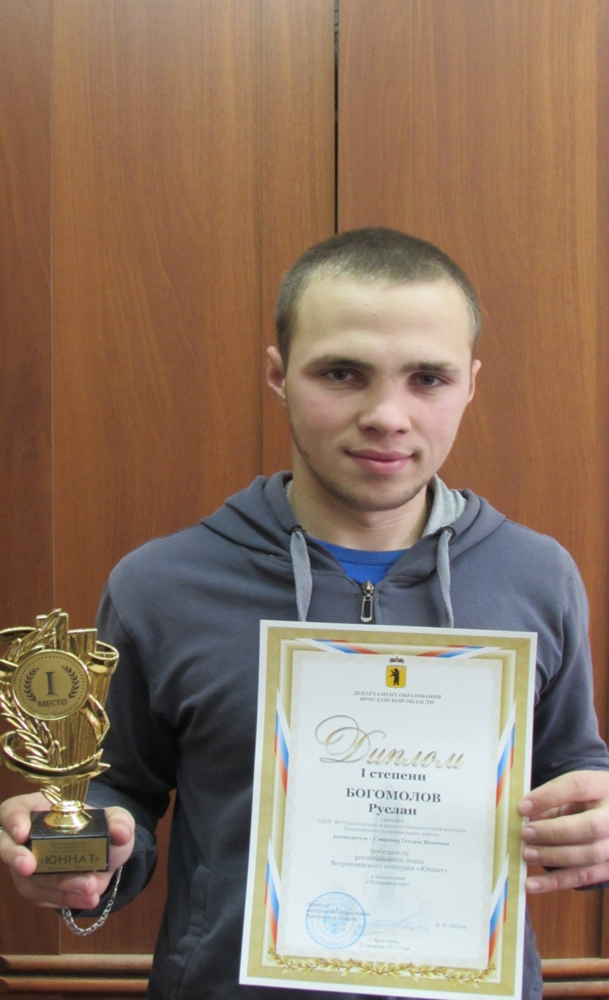 I
МЕСТО
«ЮННАТ»
ДЕПАРТАМЕНТ ОБРАЗОВАНИЯ
ЯРОСЛАВСКОЙ ОБЛАСТИ
Диплом
I степени
БОГОМОЛОВ
Руслан
учащийся
ГПОУ ЯО Пошехонского аграрно-политехнический колледжа
Пошехонского муниципального района
руководитель – Смирнова Татьяна Ивановна
победитель
регионального этапа
Всероссийского конкурса «Юннат»
в номинации
«Плодоводство»
Директор
департамента образования
Ярославской области
И. В. Лобода
г. Ярославль,
21 октября 2015 года